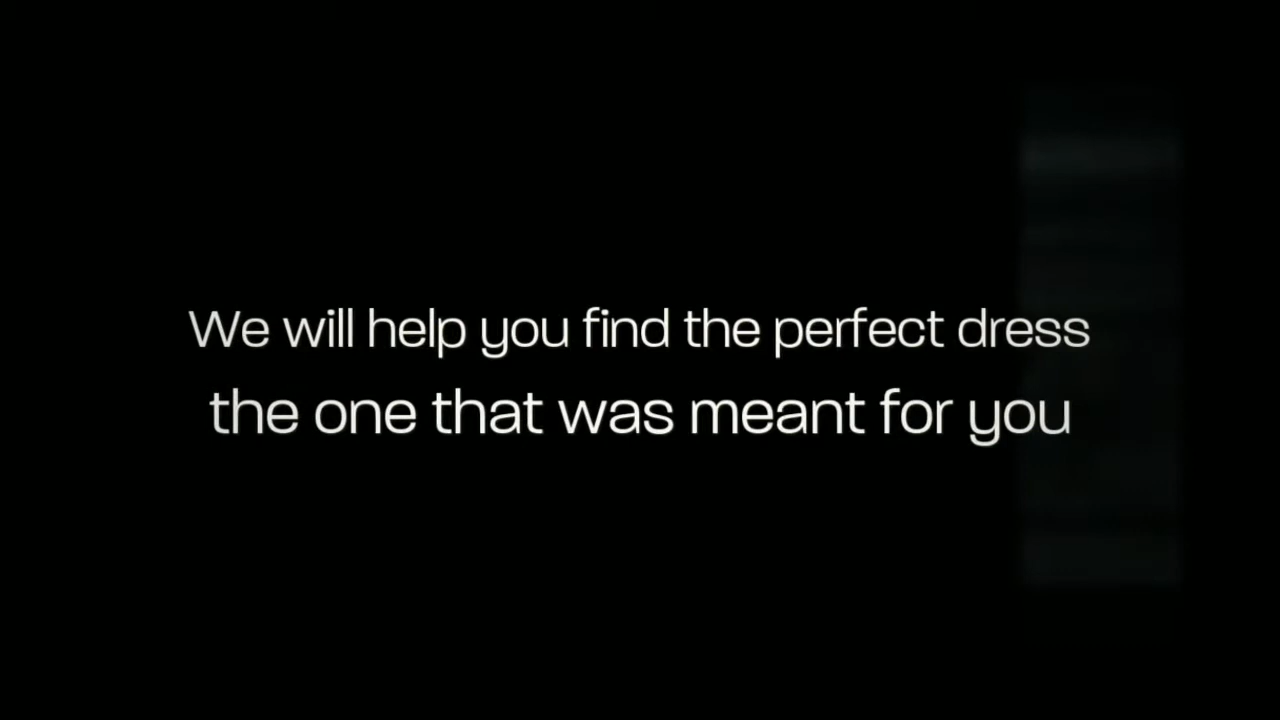 We will help you find the perfect dress
the one that was meant for you